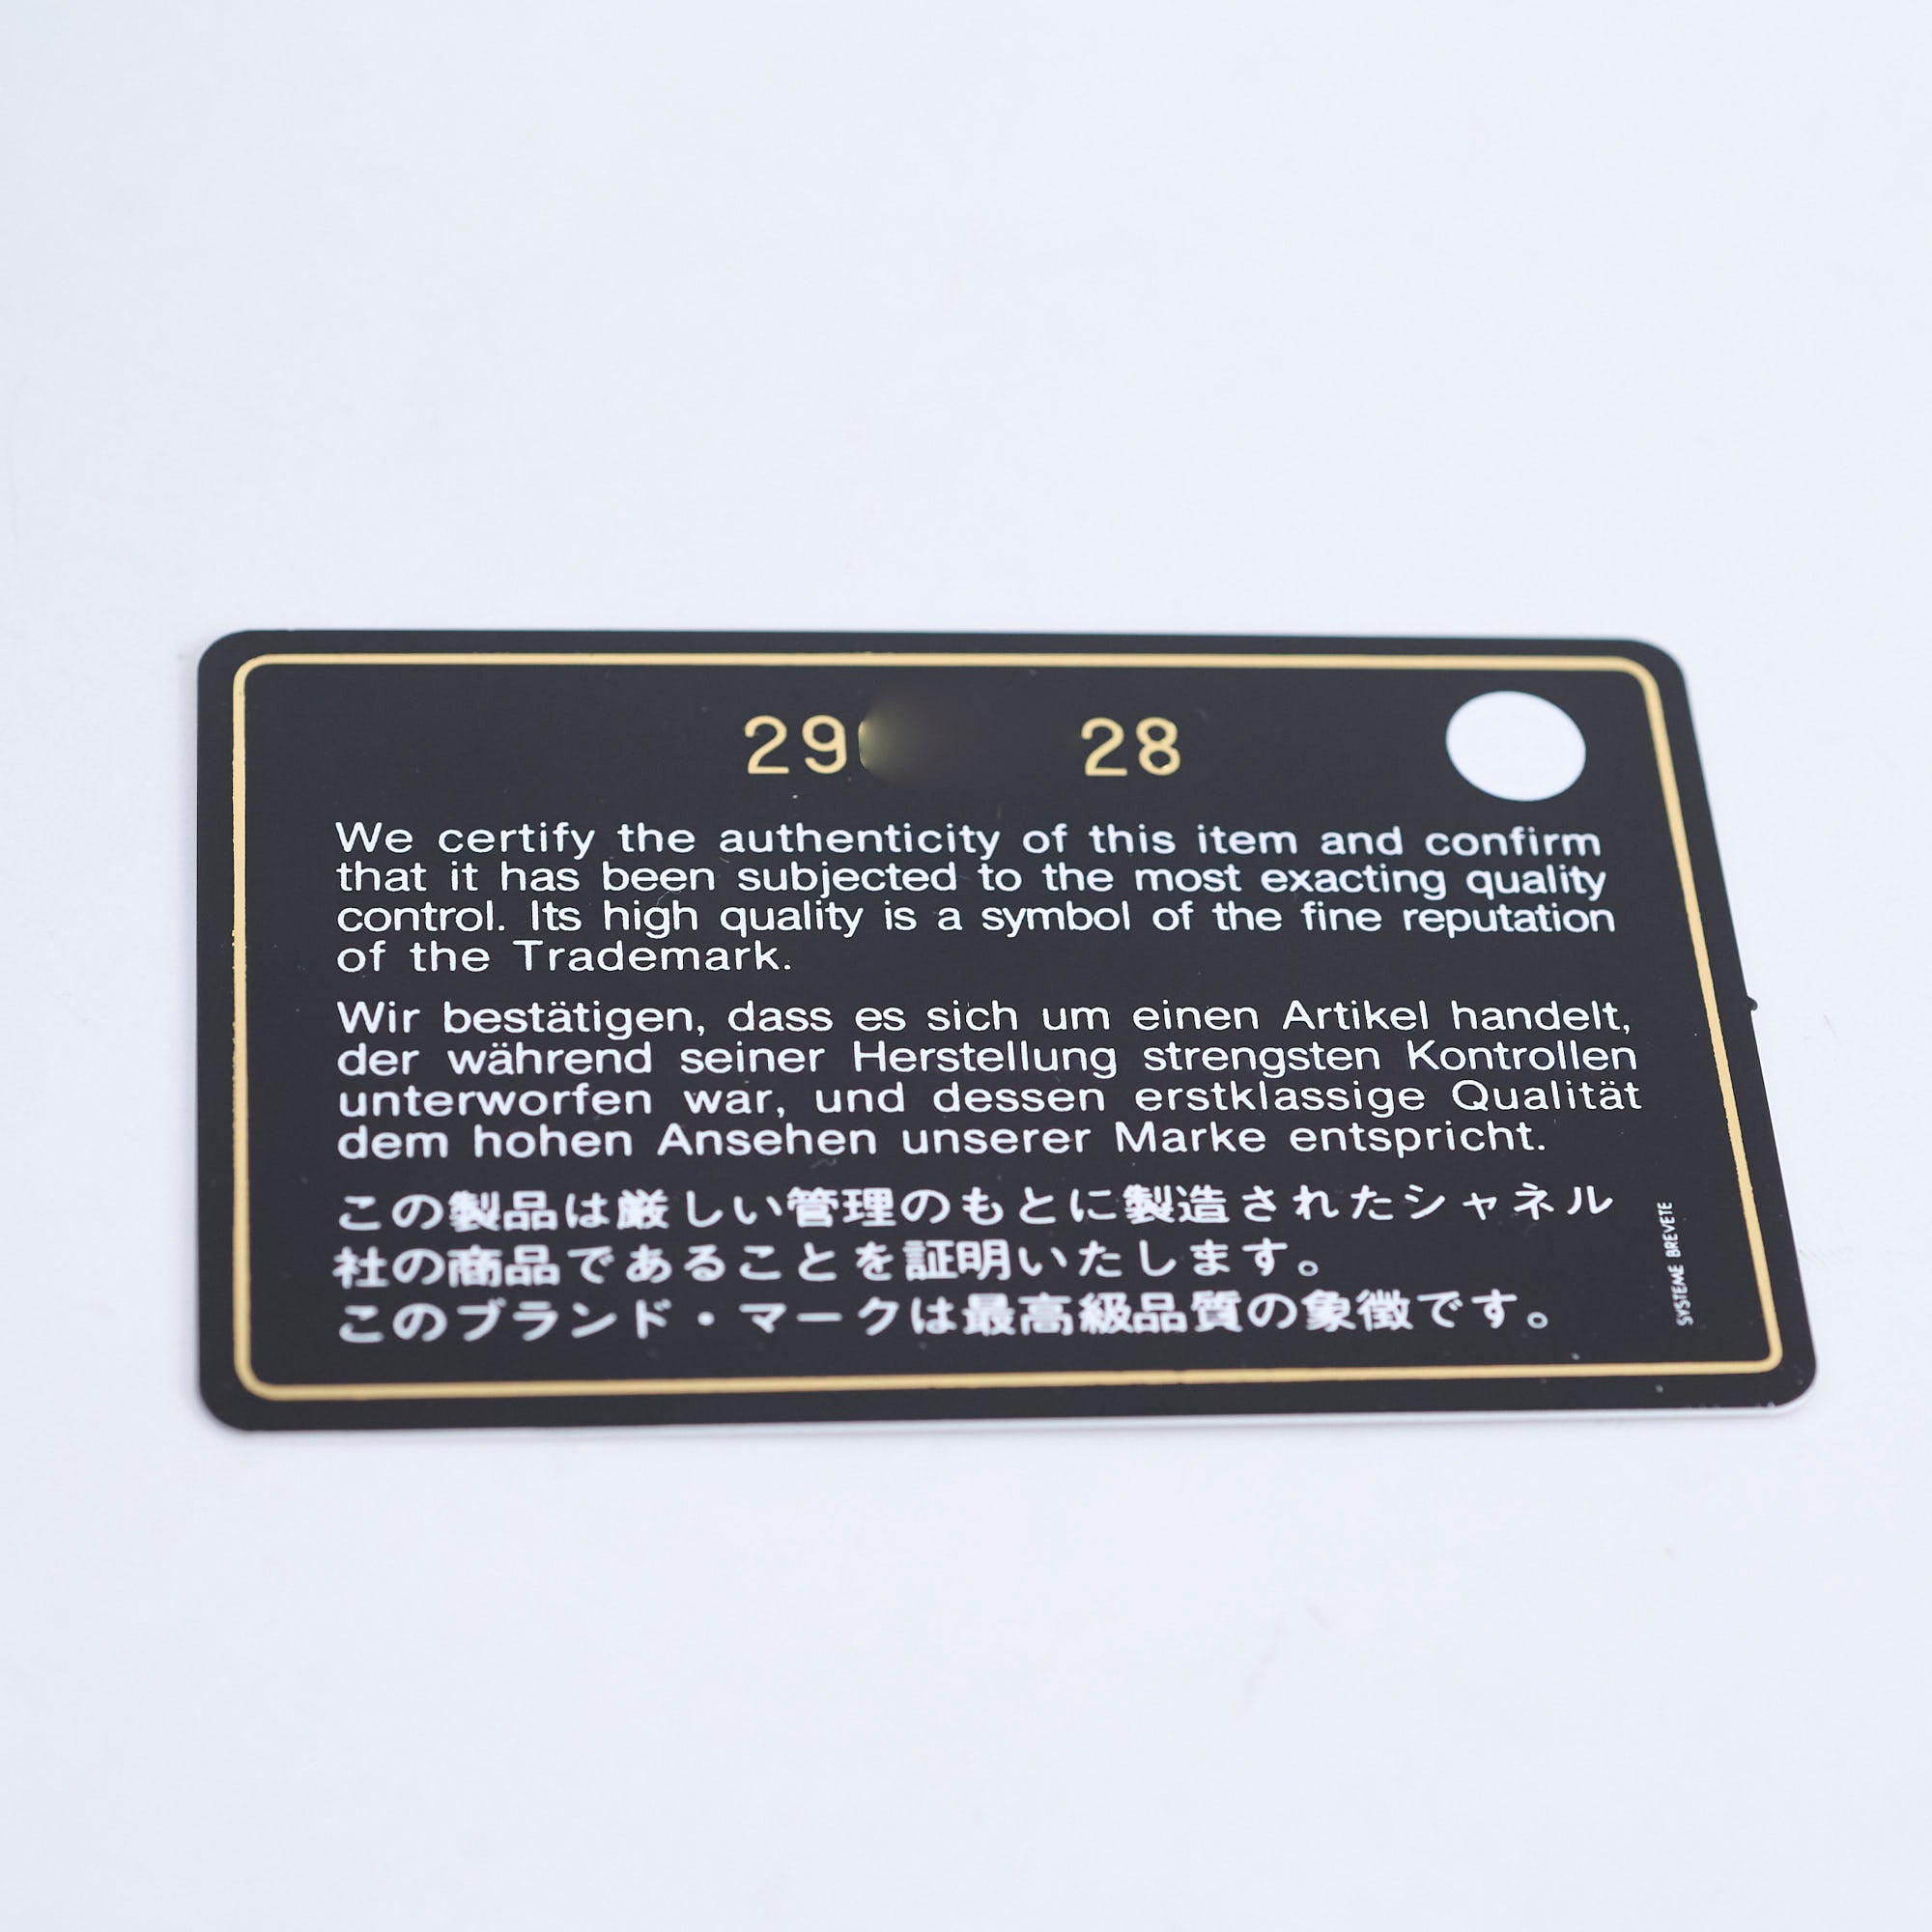 29 28
We certify the authenticity of this item and confirm
that it has been subjected to the most exacting quality
control. Its high quality is a symbol of the fine reputation
of the Trademark.
Wir bestätigen, dass es sich um einen Artikel handelt,
der während seiner Herstellung strengsten Kontrollen
unterworfen war, und dessen erstklassige Qualität
dem hohen Ansehen unserer Marke entspricht.
この製品は厳しい管理のもとに製造されたシャネル
社の商品であることを証明いたします。
このブランド・マークは最高級品質の象徴です。
SYSTEME BREVETE